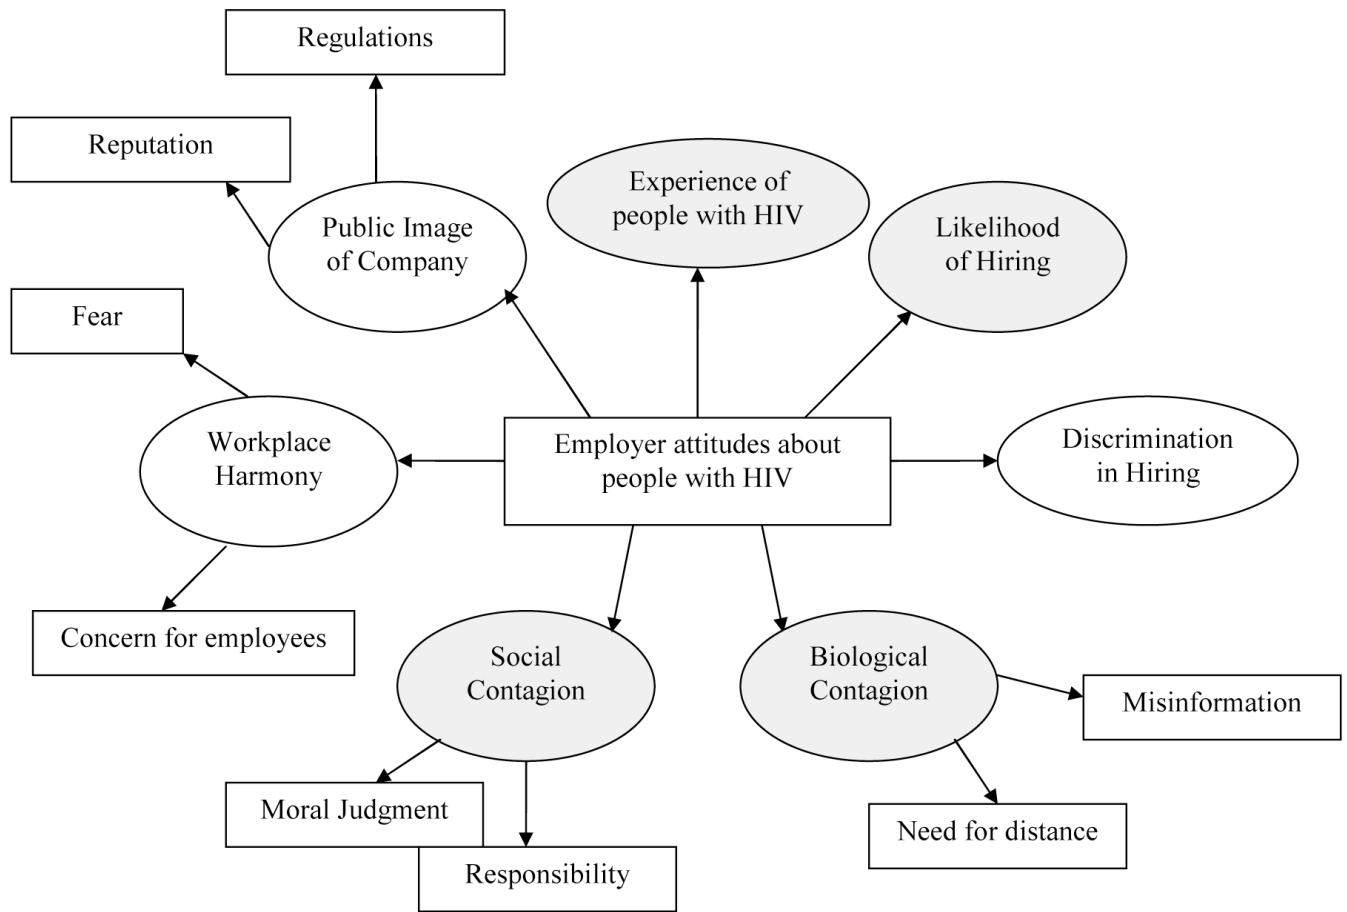 Regulations
Reputation
Experience of
people with HIV
Public Image
of Company
Likelihood
of Hiring
Fear
Workplace
Harmony
Employer attitudes about
people with HIV
Discrimination
in Hiring
Concern for employees
Social
Contagion
Biological
Contagion
Misinformation
Moral Judgment
Need for distance
Responsibility